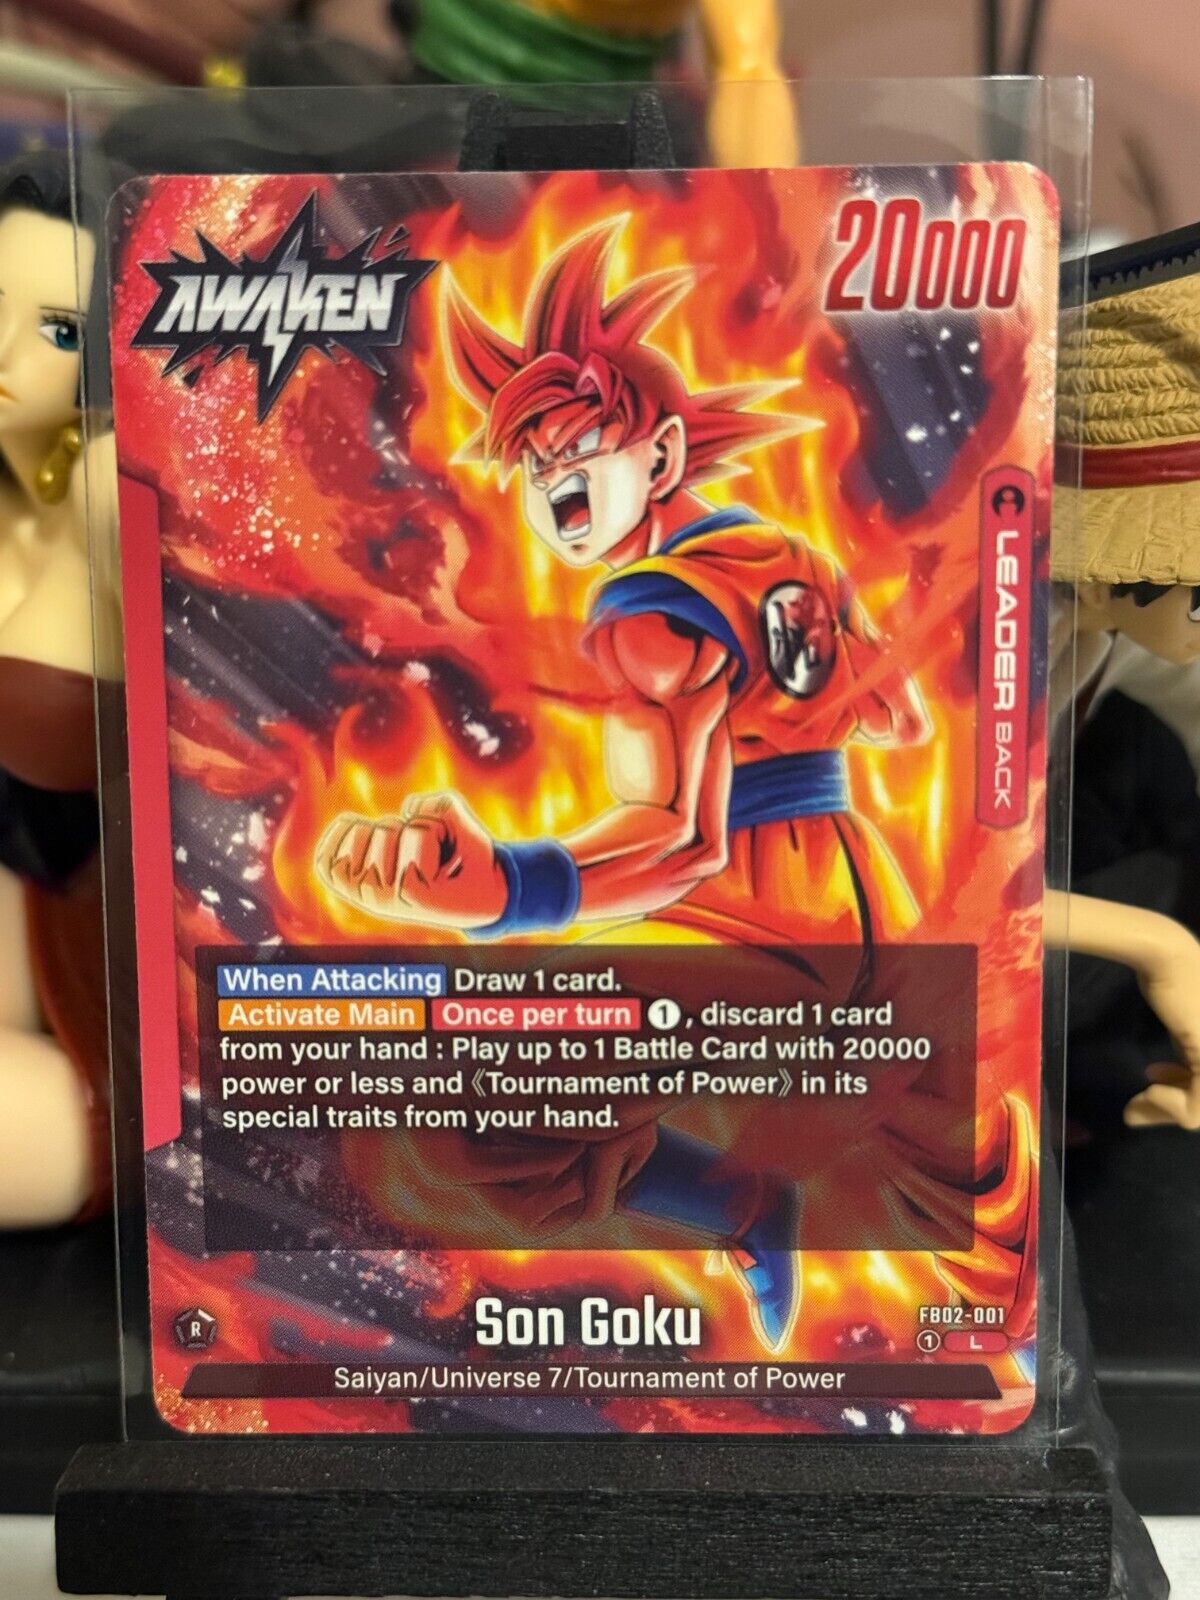 AWAKEN
20000
LEADER BACK
When Attacking Draw 1 card.
Activate Main Once per turn ①, discard 1 card
from your hand : Play up to 1 Battle Card with 20000
power or less and 《Tournament of Power》 in its
special traits from your hand.
R
Son Goku
FB02-001
① L
Saiyan/Universe 7/Tournament of Power